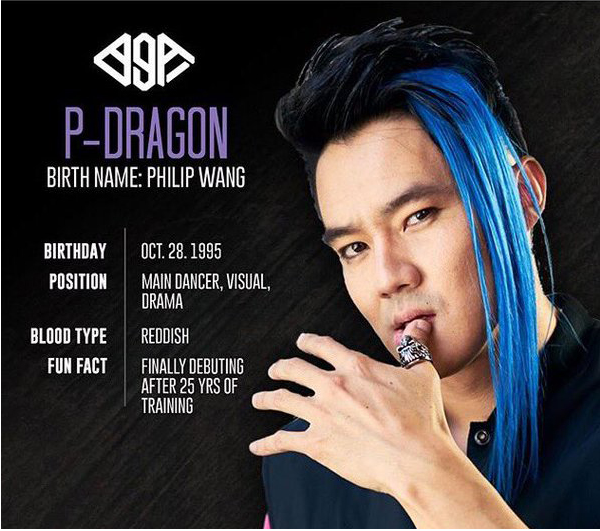 BgA
P-DRAGON
BIRTH NAME: PHILIP WANG
BIRTHDAY OCT. 28. 1995
POSITION MAIN DANCER, VISUAL,
DRAMA
BLOOD TYPE REDDISH
FUN FACT FINALLY DEBUTING
AFTER 25 YRS OF
TRAINING